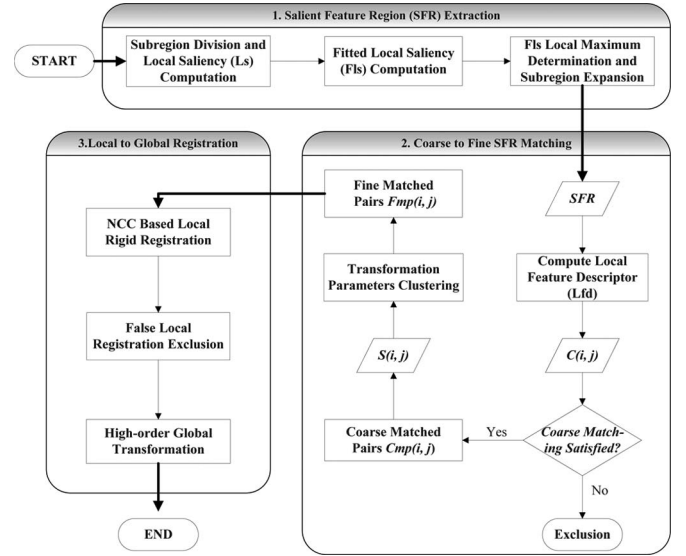 1. Salient Feature Region (SFR) Extraction
START
Subregion Division and
Local Saliency (Ls)
Computation
Fitted Local Saliency
(Fls) Computation
Fls Local Maximum
Determination and
Subregion Expansion
2. Coarse to Fine SFR Matching
SFR
Compute Local
Feature Descriptor
(Lfd)
C(i, j)
Coarse Match-
ing Satisfied?
No
Exclusion
Yes
Coarse Matched
Pairs Cmp(i, j)
S(i, j)
Transformation
Parameters Clustering
Fine Matched
Pairs Fmp(i, j)
3.Local to Global Registration
NCC Based Local
Rigid Registration
False Local
Registration Exclusion
High-order Global
Transformation
END